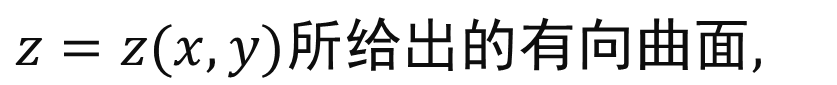 z = z(x, y)所给出的有向曲面,